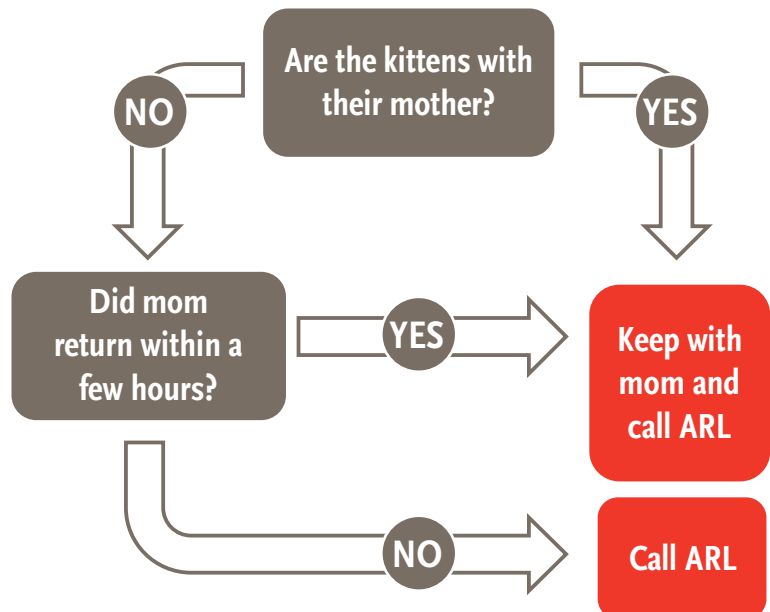 Are the kittens with
their mother?
NO
YES
Did mom
return within a
few hours?
YES
Keep with
mom and
call ARL
NO
Call ARL